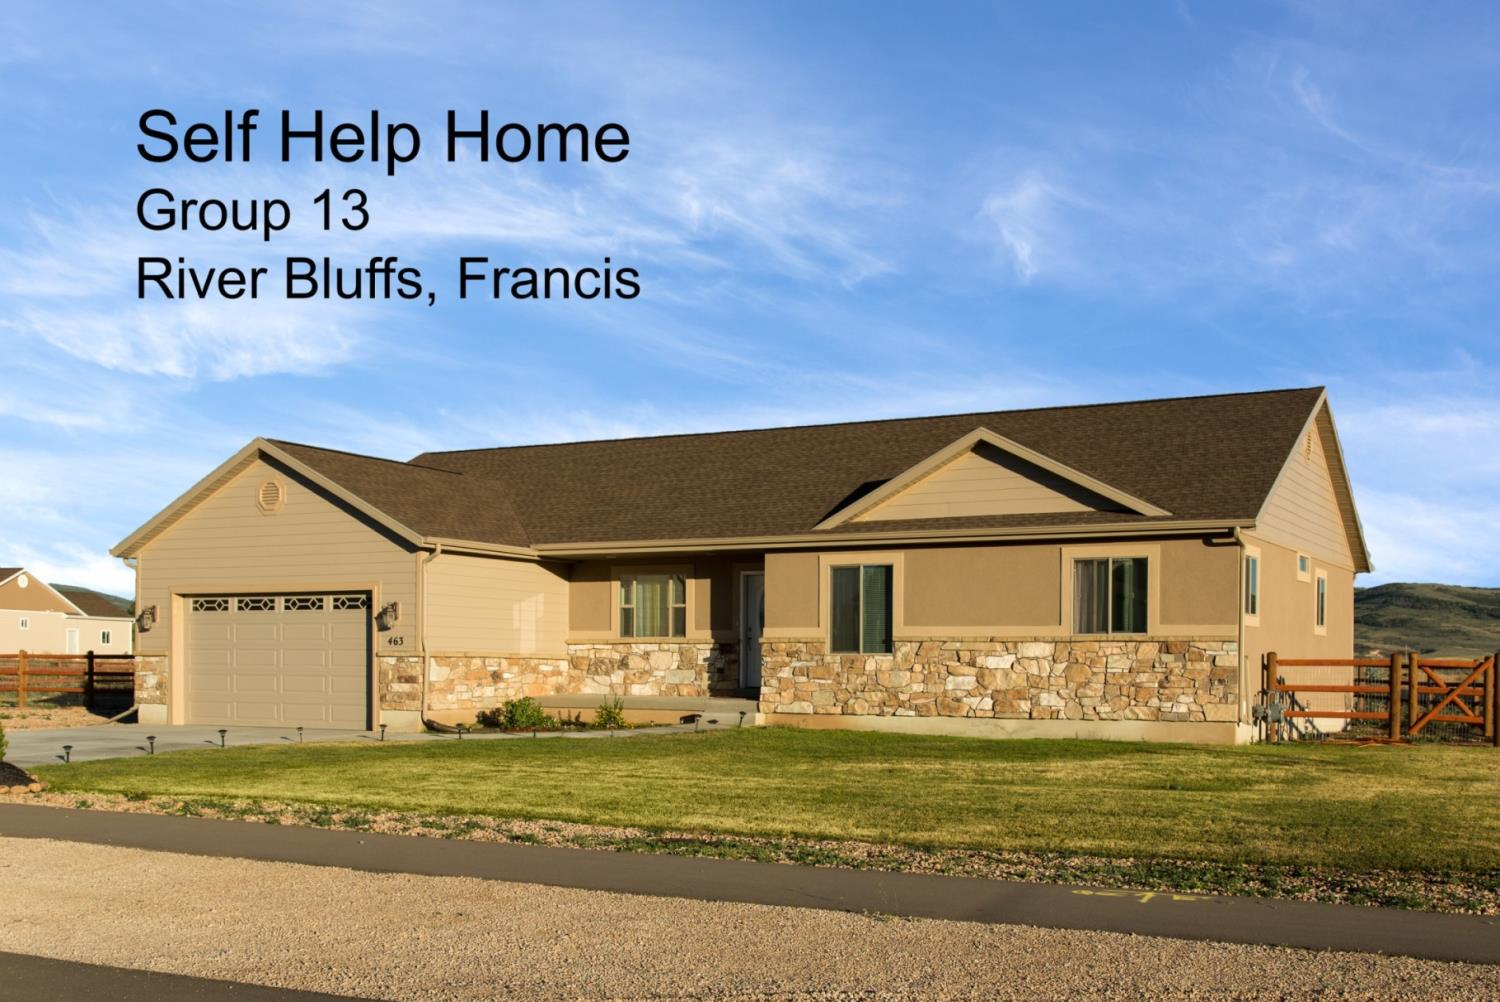 Self Help Home
Group 13
River Bluffs, Francis
463